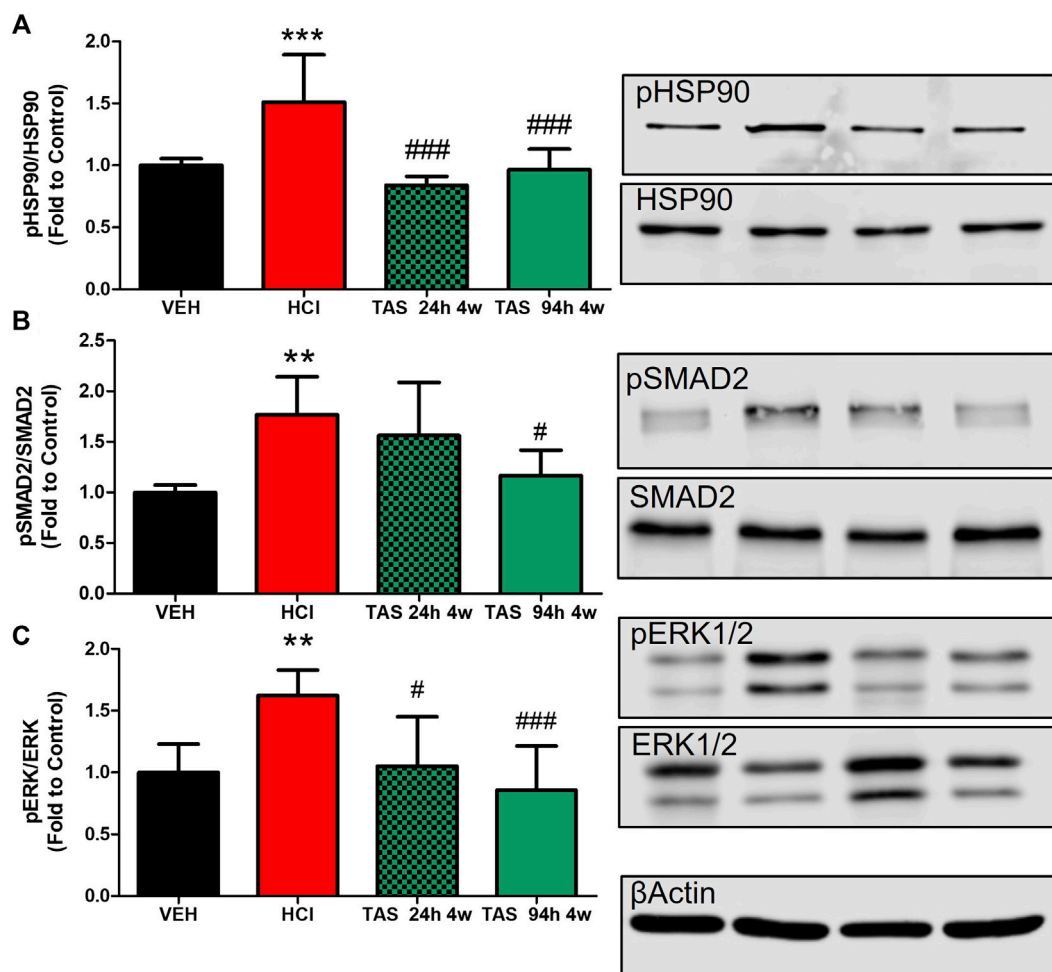 A
pHSP90/HSP90
(Fold to Control)
2.0
1.5
1.0
0.5
0.0
***
###
###
VEH
HCl
TAS 24h 4w
TAS 94h 4w
pHSP90
HSP90
B
pSMAD2/SMAD2
(Fold to Control)
2.5
2.0
1.5
1.0
0.5
0.0
**
#
VEH
HCl
TAS 24h 4w
TAS 94h 4w
pSMAD2
SMAD2
C
pERK/ERK
(Fold to Control)
2.0
1.5
1.0
0.5
0.0
**
#
###
VEH
HCl
TAS 24h 4w
TAS 94h 4w
pERK1/2
ERK1/2
βActin